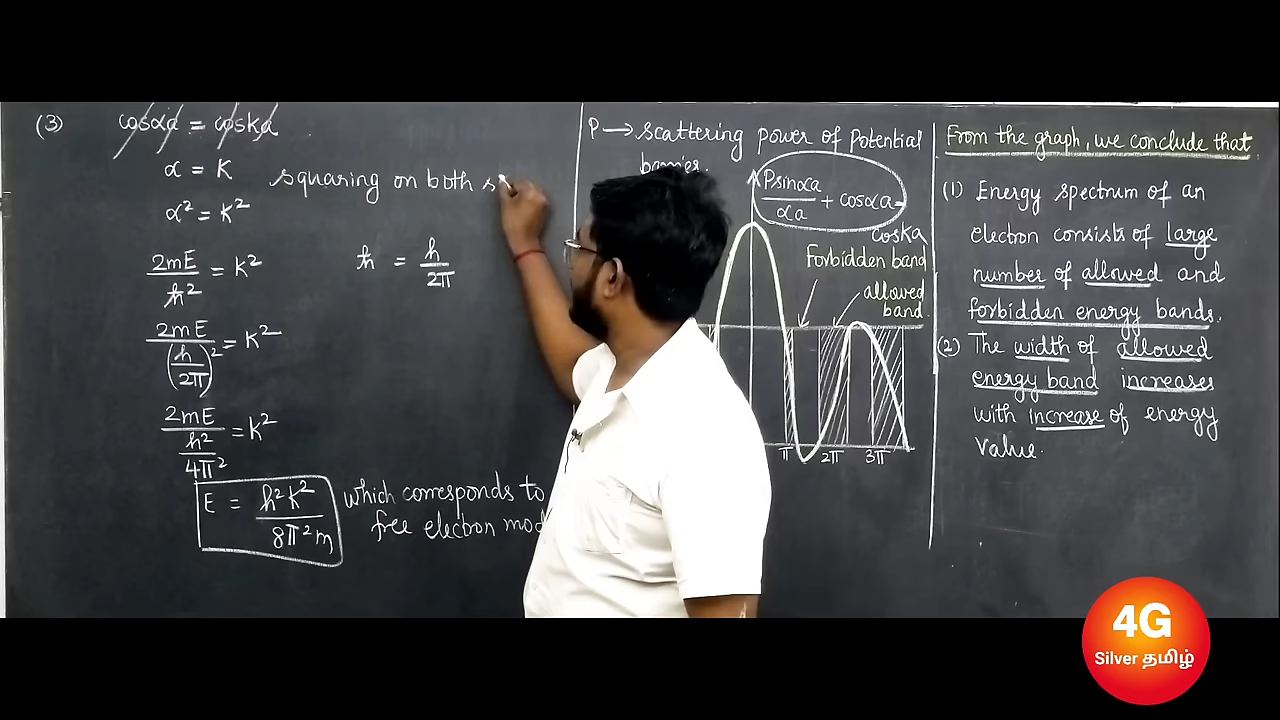 (3) cosαa = coska
α = K
squaring on both
α² = K²
2mE/ħ² = K²
ħ = h/2π
2mE/(h/2π)² = K²
2mE/(h²/4π²) = K²
E = h²K²/8π²m
which corresponds to
free electron
P → scattering power of Potential
barrier.
Psinαa/αa + cosαa =
coska
Forbidden band
allowed
band.
π 2π 3π
From the graph, we conclude that
(1) Energy spectrum of an
electron consists of large
number of allowed and
forbidden energy bands.
(2) The width of allowed
energy band increases
with increase of energy
value.
4G
Silver தமிழ்